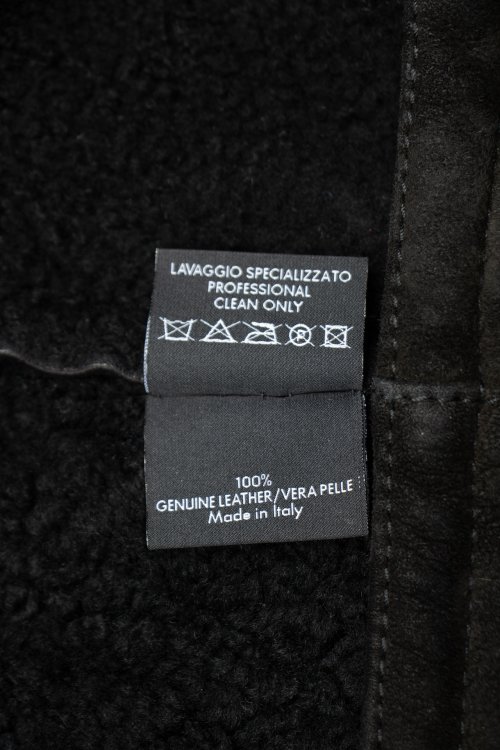 LAVAGGIO SPECIALIZZATO
PROFESSIONAL
CLEAN ONLY
P
100%
GENUINE LEATHER/VERA PELLE
Made in Italy